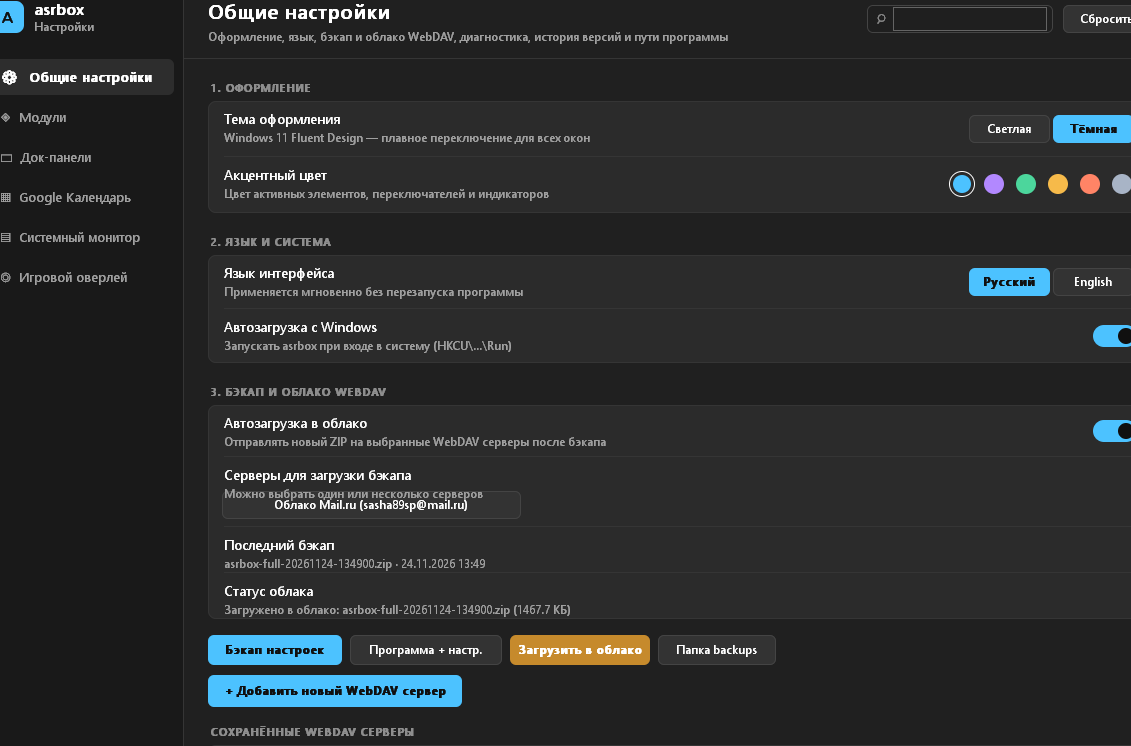 A
asrbox
Настройки
Общие настройки
Модули
Док-панели
Google Календарь
Системный монитор
Игровой оверлей
Общие настройки
Оформление, язык, бэкап и облако WebDAV, диагностика, история версий и пути программы
Сбросить
1. ОФОРМЛЕНИЕ
Тема оформления
Windows 11 Fluent Design — плавное переключение для всех окон
Светлая
Тёмная
Акцентный цвет
Цвет активных элементов, переключателей и индикаторов
2. ЯЗЫК И СИСТЕМА
Язык интерфейса
Применяется мгновенно без перезапуска программы
Русский
English
Автозагрузка с Windows
Запускать asrbox при входе в систему (HKCU\...\Run)
3. БЭКАП И ОБЛАКО WEBDAV
Автозагрузка в облако
Отправлять новый ZIP на выбранные WebDAV серверы после бэкапа
Серверы для загрузки бэкапа
Можно выбрать один или несколько серверов
Облако Mail.ru (sasha89sp@mail.ru)
Последний бэкап
asrbox-full-20261124-134900.zip · 24.11.2026 13:49
Статус облака
Загружено в облако: asrbox-full-20261124-134900.zip (1467.7 КБ)
Бэкап настроек
Программа + настр.
Загрузить в облако
Папка backups
+ Добавить новый WebDAV сервер
СОХРАНЁННЫЕ WEBDAV СЕРВЕРЫ